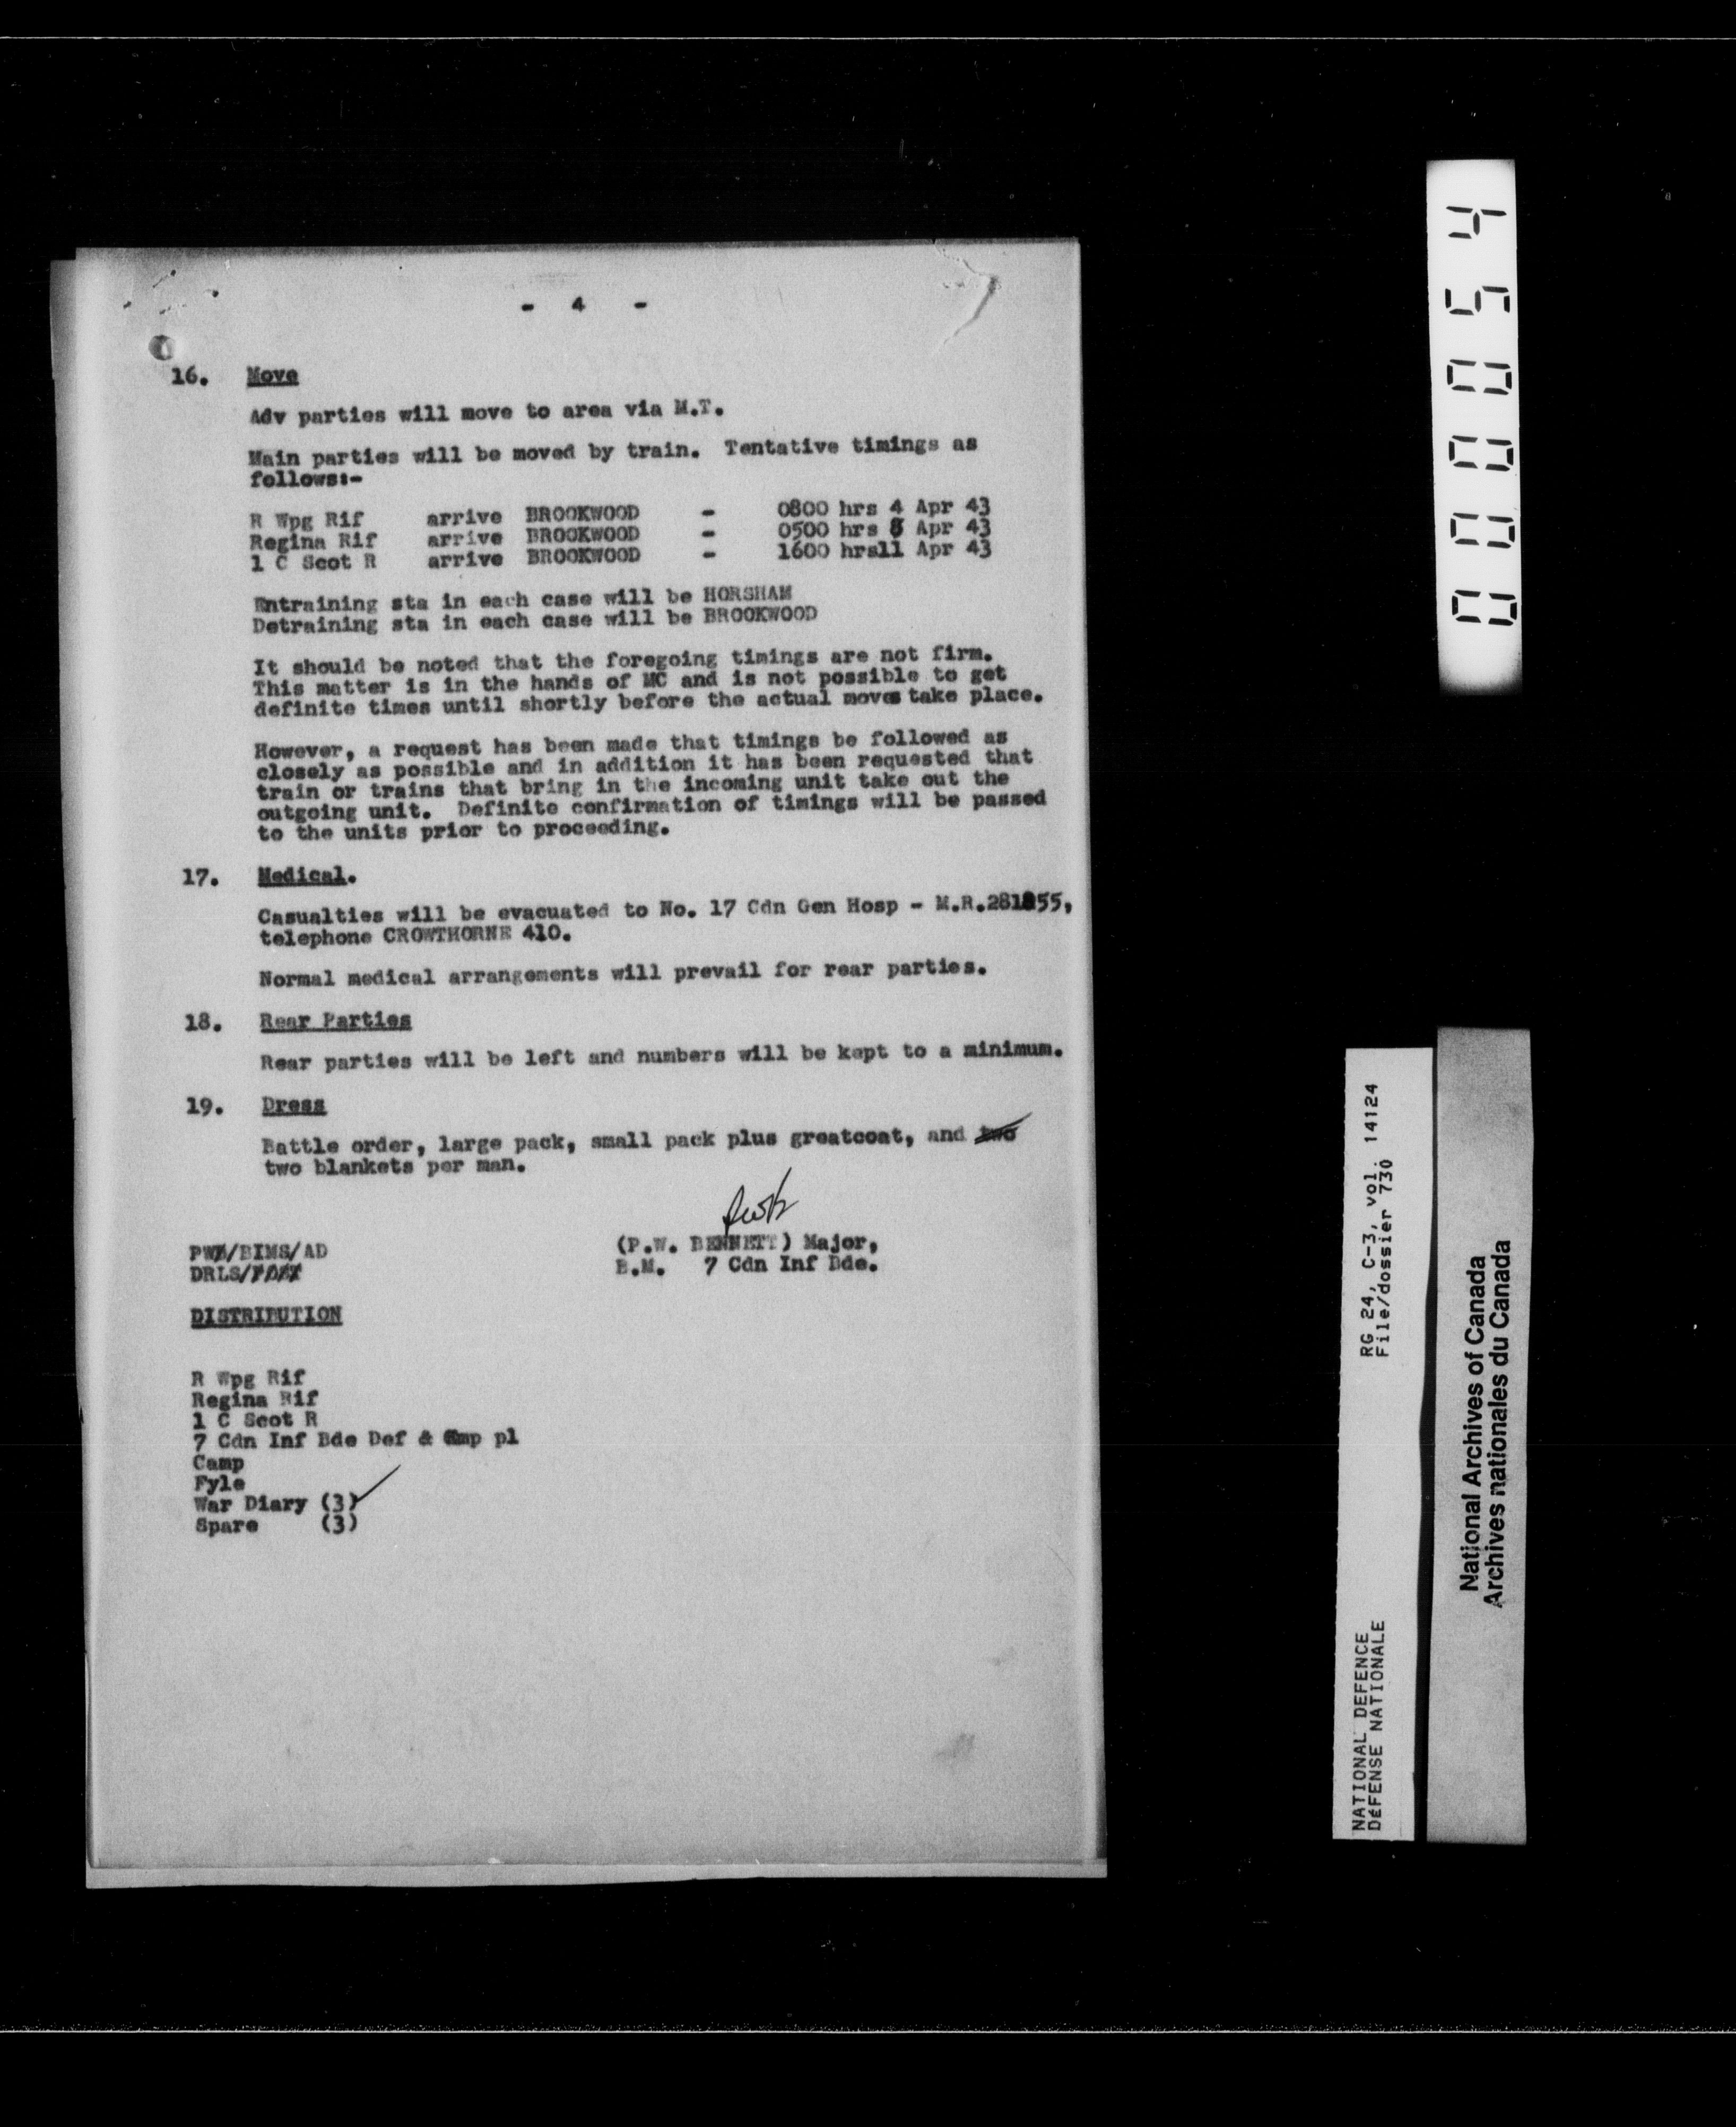 - 4 -
16. Move
Adv parties will move to area via M.T.
Main parties will be moved by train. Tentative timings as
follows:-
R Wpg Rif arrive BROOKWOOD - 0800 hrs 4 Apr 43
Regina Rif arrive BROOKWOOD - 0500 hrs 8 Apr 43
1 C Scot R arrive BROOKWOOD - 1600 hrs11 Apr 43
Entraining sta in each case will be HORSHAM
Detraining sta in each case will be BROOKWOOD
It should be noted that the foregoing timings are not firm.
This matter is in the hands of MC and is not possible to get
definite times until shortly before the actual moves take place.
However, a request has been made that timings be followed as
closely as possible and in addition it has been requested that
train or trains that bring in the incoming unit take out the
outgoing unit. Definite confirmation of timings will be passed
to the units prior to proceeding.
17. Medical.
Casualties will be evacuated to No. 17 Cdn Gen Hosp - M.R.
telephone CROWTHORNE 410.
Normal medical arrangements will prevail for rear parties.
18. Rear Parties
Rear parties will be left and numbers will be kept to a minimum.
19. Dress
Battle order, large pack, small pack plus greatcoat, and two
two blankets per man.
PWB/BIMS/AD
(P.W. BENNETT) Major,
DRLS/
B.M. 7 Cdn Inf Bde.
DISTRIBUTION
R Wpg Rif
Regina Rif
1 C Scot R
7 Cdn Inf Bde Def & Emp pl
Camp
Fyle
War Diary (3)
Spare (3)
000054
RG 24, C-3, vol. 14124
File/dossier 730
NATIONAL DEFENCE
DéFENSE NATIONALE
National Archives of Canada
Archives nationales du Canada